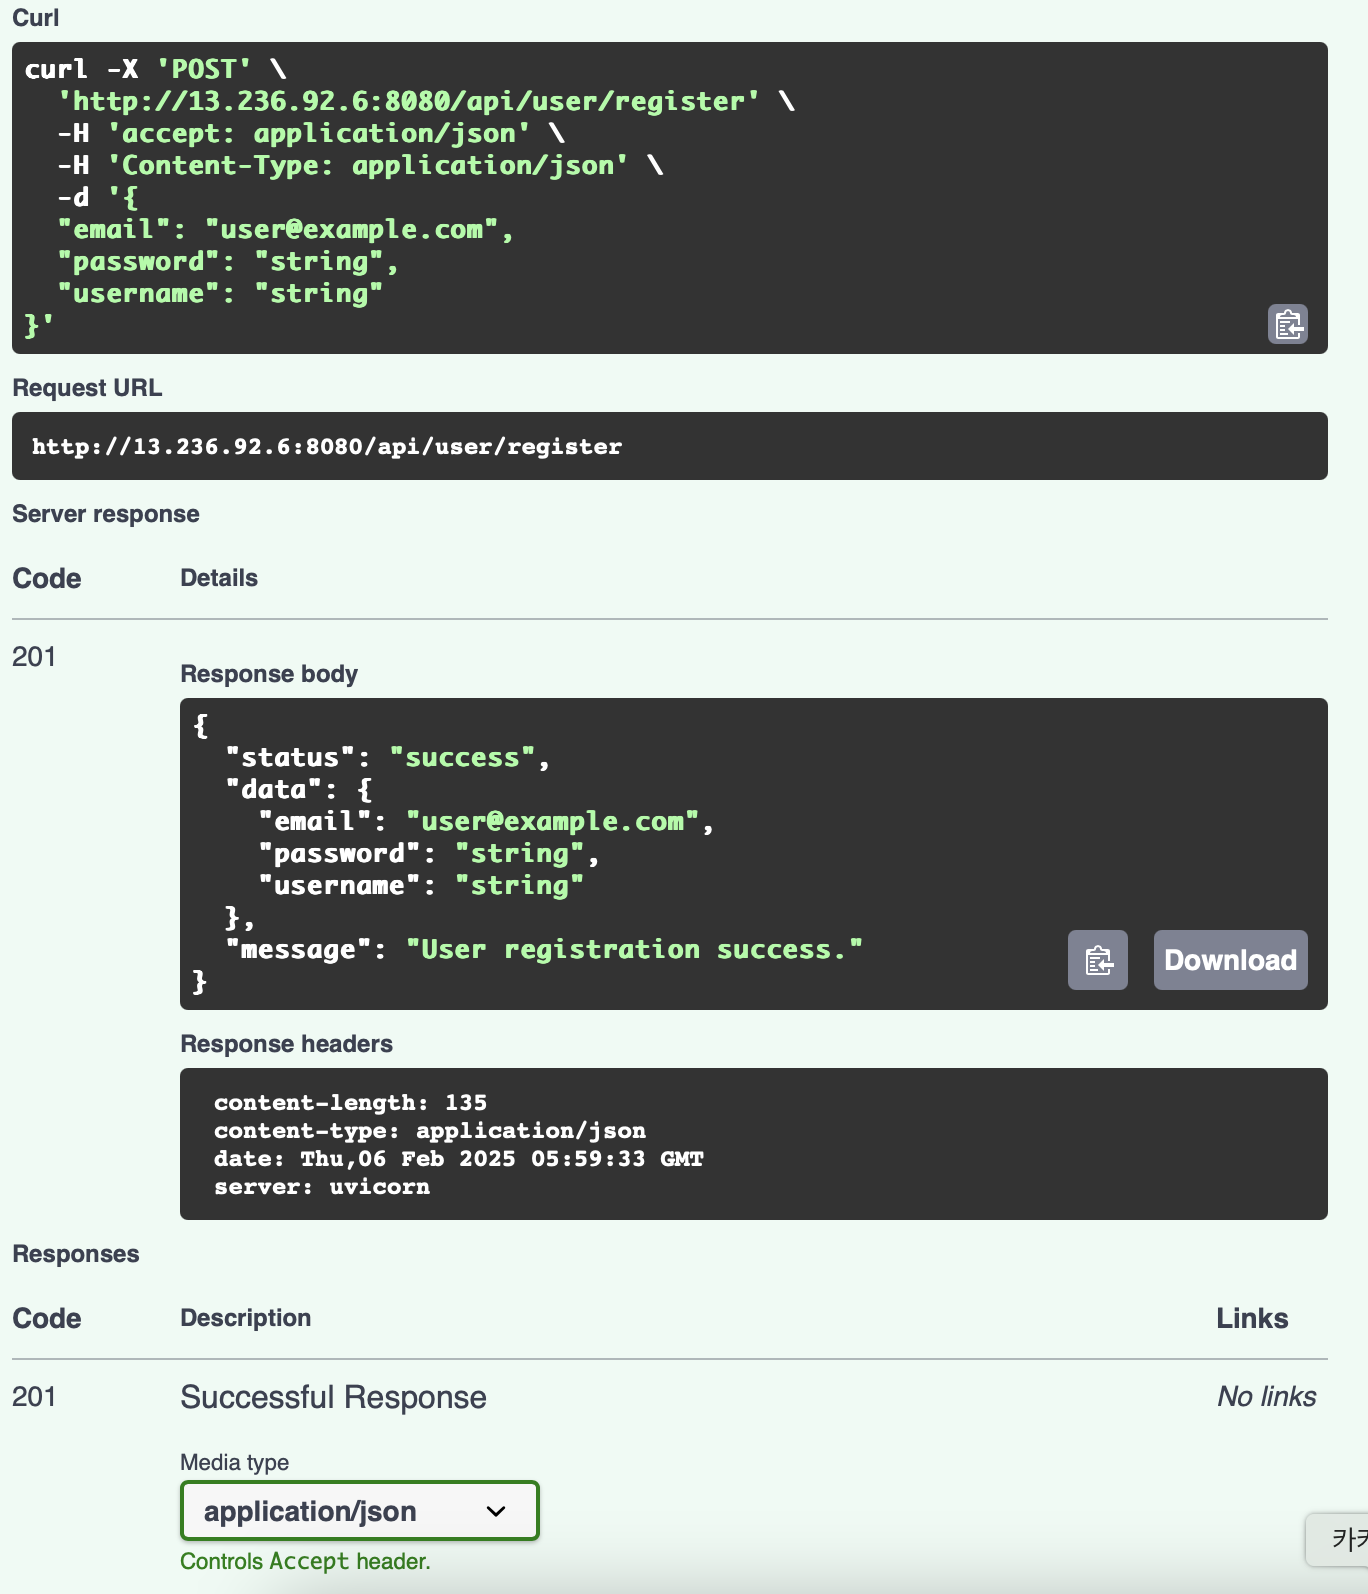 Curl
curl -X 'POST' \
  'http://13.236.92.6:8080/api/user/register' \
  -H 'accept: application/json' \
  -H 'Content-Type: application/json' \
  -d '{
  "email": "user@example.com",
  "password": "string",
  "username": "string"
}'
Request URL
http://13.236.92.6:8080/api/user/register
Server response
Code Details
201
Response body
{
  "status": "success",
  "data": {
    "email": "user@example.com",
    "password": "string",
    "username": "string"
  },
  "message": "User registration success."
}
Download
Response headers
content-length: 135
content-type: application/json
date: Thu,06 Feb 2025 05:59:33 GMT
server: uvicorn
Responses
Code Description Links
201 Successful Response No links
Media type
application/json
Controls Accept header.